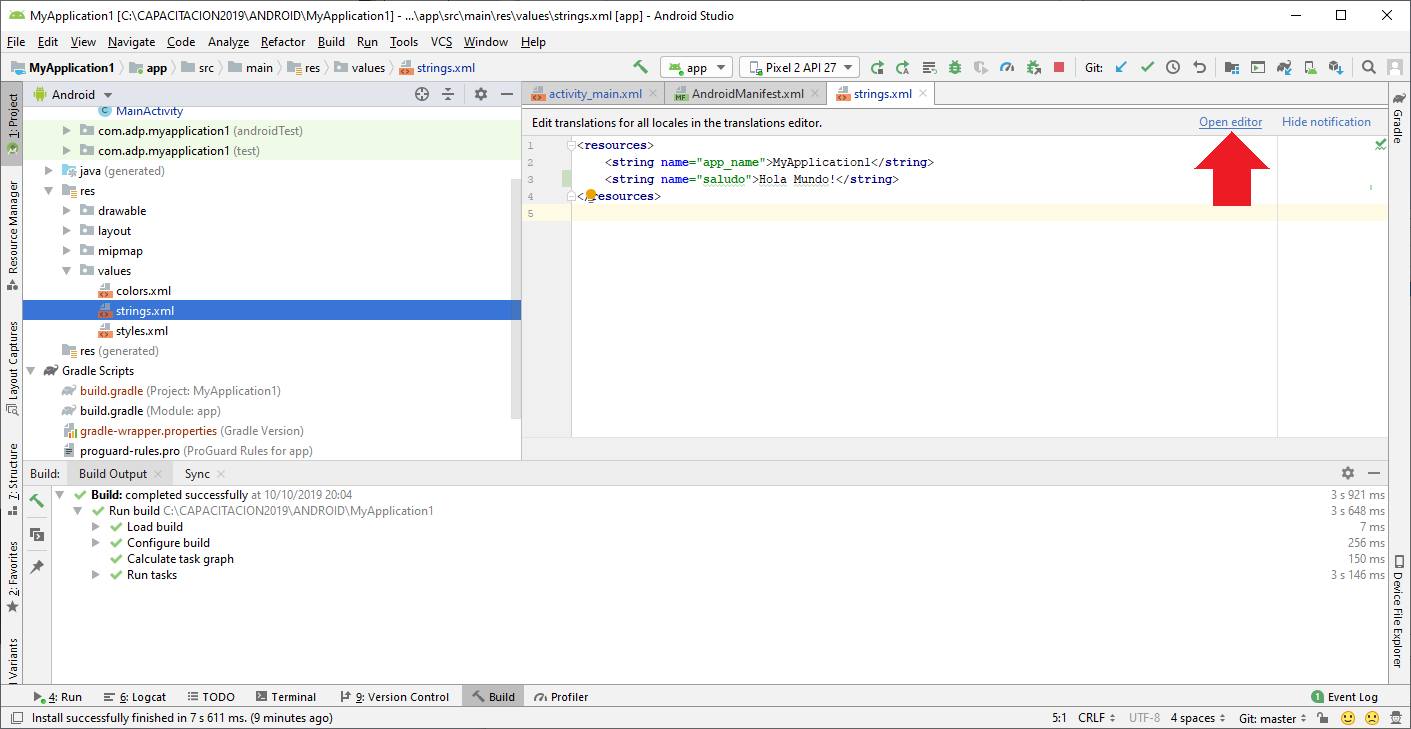 MyApplication1 [C:\CAPACITACION2019\ANDROID\MyApplication1] - ...\app\src\main\res\values\strings.xml [app] - Android Studio
File Edit View Navigate Code Analyze Refactor Build Run Tools VCS Window Help
MyApplication1 app src main res values strings.xml app Pixel 2 API 27 Git:
1: Project
Resource Manager
Layout Captures
7: Structure
2: Favorites
Variants
Android
MainActivity
com.adp.myapplication1 (androidTest)
com.adp.myapplication1 (test)
java (generated)
res
drawable
layout
mipmap
values
colors.xml
strings.xml
styles.xml
res (generated)
Gradle Scripts
build.gradle (Project: MyApplication1)
build.gradle (Module: app)
gradle-wrapper.properties (Gradle Version)
proguard-rules.pro (ProGuard Rules for app)
activity_main.xml AndroidManifest.xml strings.xml
Edit translations for all locales in the translations editor. Open editor Hide notification
1 <resources>
2 <string name="app_name">MyApplication1</string>
3 <string name="saludo">Hola Mundo!</string>
4 </resources>
5
Gradle
Device File Explorer
Build: Build Output Sync
Build: completed successfully at 10/10/2019 20:04 3 s 921 ms
Run build C:\CAPACITACION2019\ANDROID\MyApplication1 3 s 648 ms
Load build 7 ms
Configure build 256 ms
Calculate task graph 150 ms
Run tasks 3 s 146 ms
4: Run 6: Logcat TODO Terminal 9: Version Control Build Profiler 1 Event Log
Install successfully finished in 7 s 611 ms. (9 minutes ago) 5:1 CRLF UTF-8 4 spaces Git: master